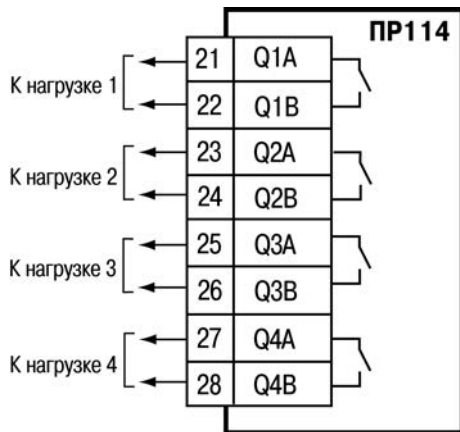 ПР114
К нагрузке 1
21 Q1A
22 Q1B
К нагрузке 2
23 Q2A
24 Q2B
К нагрузке 3
25 Q3A
26 Q3B
К нагрузке 4
27 Q4A
28 Q4B